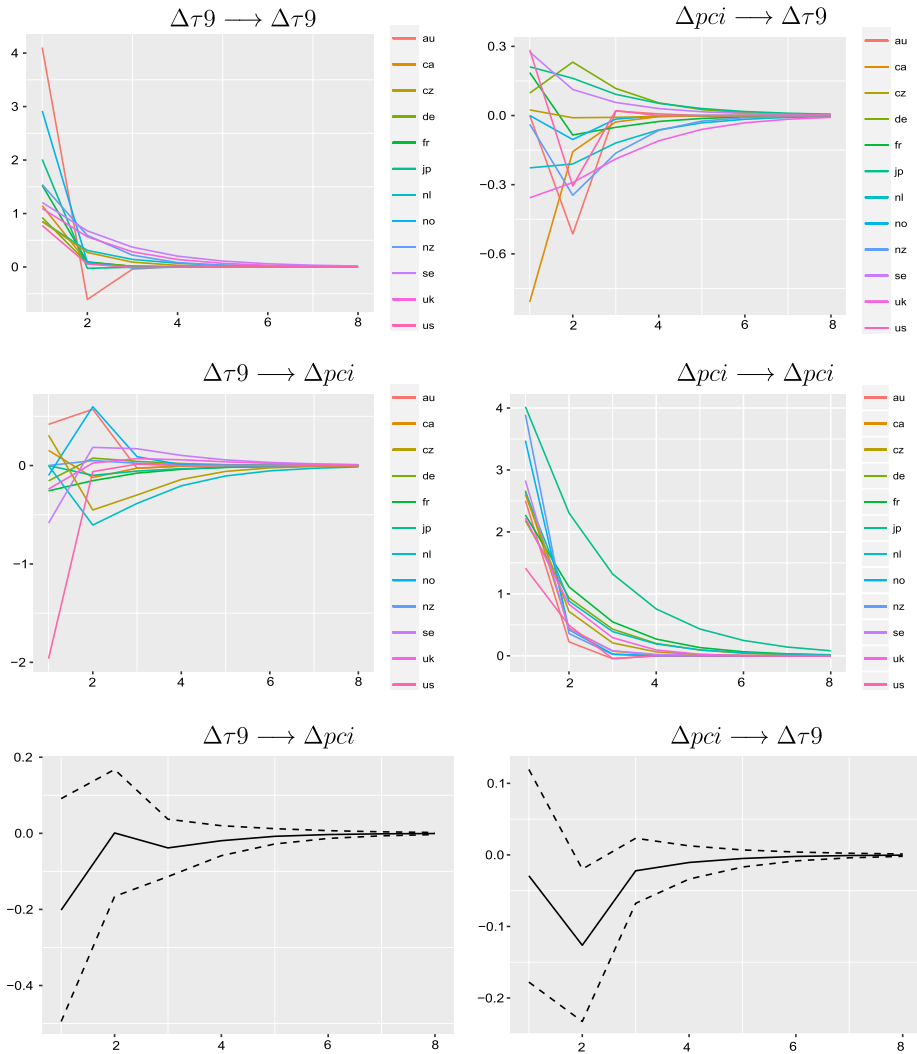 Δτ9 ⟶ Δτ9
4
3
2
1
0
2
4
6
8
au
ca
cz
de
fr
jp
nl
no
nz
se
uk
us
Δpci ⟶ Δτ9
0.3
0.0
−0.3
−0.6
2
4
6
8
au
ca
cz
de
fr
jp
nl
no
nz
se
uk
us
Δτ9 ⟶ Δpci
0
−1
−2
2
4
6
8
au
ca
cz
de
fr
jp
nl
no
nz
se
uk
us
Δpci ⟶ Δpci
4
3
2
1
0
2
4
6
8
au
ca
cz
de
fr
jp
nl
no
nz
se
uk
us
Δτ9 ⟶ Δpci
0.2
0.0
−0.2
−0.4
2
4
6
8
Δpci ⟶ Δτ9
0.1
0.0
−0.1
−0.2
2
4
6
8